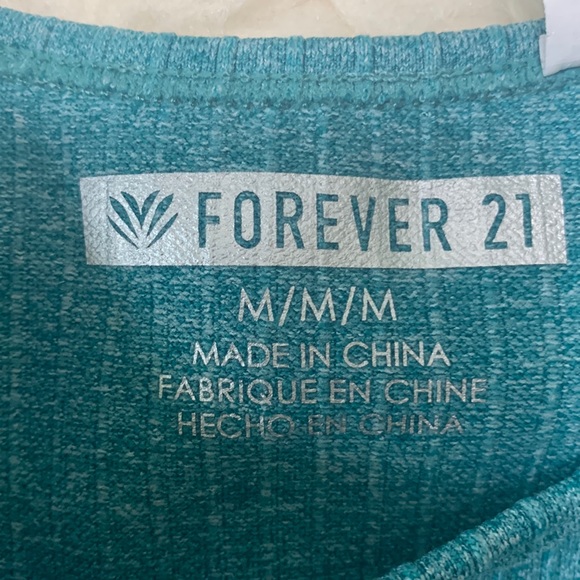 FOREVER 21
M/M/M
MADE IN CHINA
FABRIQUE EN CHINE
HECHO EN CHINA